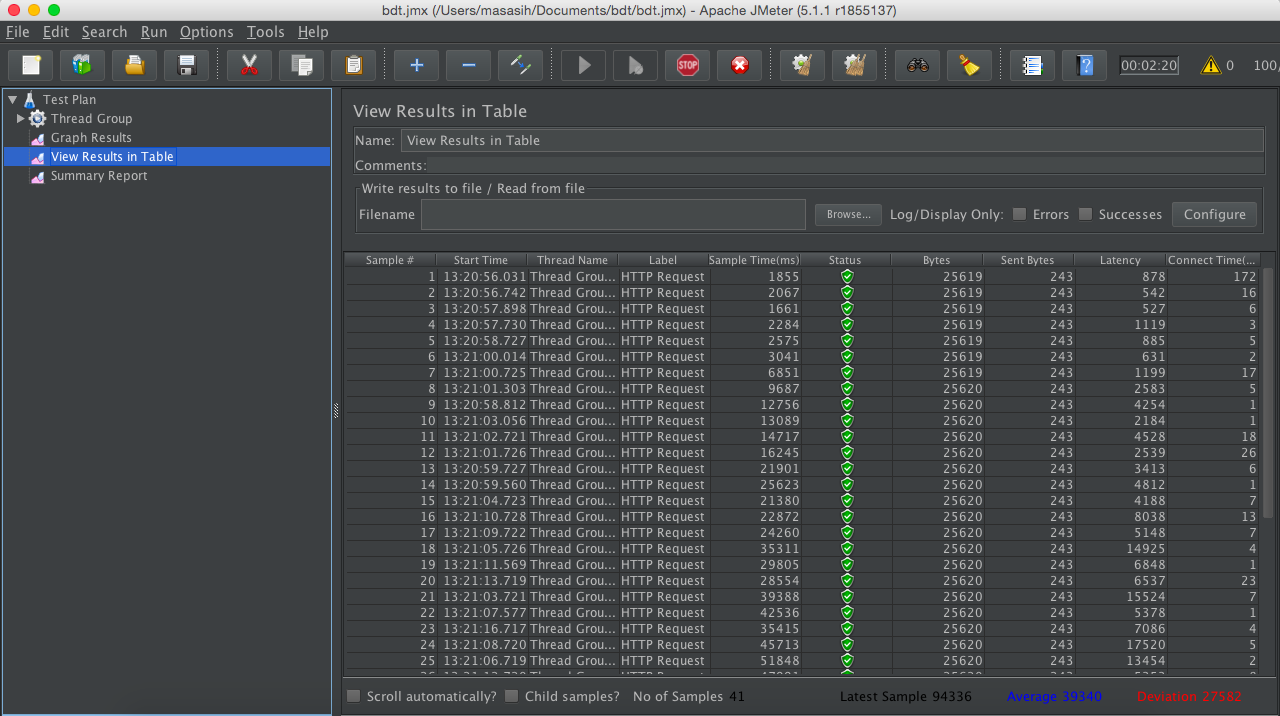 bdt.jmx (/Users/masasih/Documents/bdt/bdt.jmx) - Apache JMeter (5.1.1 r1855137)
File Edit Search Run Options Tools Help
STOP 00:02:20 0 100/
Test Plan
Thread Group
Graph Results
View Results in Table
Summary Report
View Results in Table
Name: View Results in Table
Comments:
Write results to file / Read from file
Filename Browse... Log/Display Only: Errors Successes Configure
Sample # Start Time Thread Name Label Sample Time(ms) Status Bytes Sent Bytes Latency Connect Time(...
1 13:20:56.031 Thread Grou... HTTP Request 1855 25619 243 878 172
2 13:20:56.742 Thread Grou... HTTP Request 2067 25619 243 542 16
3 13:20:57.898 Thread Grou... HTTP Request 1661 25619 243 527 6
4 13:20:57.730 Thread Grou... HTTP Request 2284 25619 243 1119 3
5 13:20:58.727 Thread Grou... HTTP Request 2575 25619 243 885 5
6 13:21:00.014 Thread Grou... HTTP Request 3041 25619 243 631 2
7 13:21:00.725 Thread Grou... HTTP Request 6851 25619 243 1199 17
8 13:21:01.303 Thread Grou... HTTP Request 9687 25620 243 2583 5
9 13:20:58.812 Thread Grou... HTTP Request 12756 25620 243 4254 1
10 13:21:03.056 Thread Grou... HTTP Request 13089 25620 243 2184 1
11 13:21:02.721 Thread Grou... HTTP Request 14717 25620 243 4528 18
12 13:21:01.726 Thread Grou... HTTP Request 16245 25620 243 2539 26
13 13:20:59.727 Thread Grou... HTTP Request 21901 25620 243 3413 6
14 13:20:59.560 Thread Grou... HTTP Request 25623 25620 243 4812 1
15 13:21:04.723 Thread Grou... HTTP Request 21380 25620 243 4188 7
16 13:21:10.728 Thread Grou... HTTP Request 22872 25620 243 8038 13
17 13:21:09.722 Thread Grou... HTTP Request 24260 25620 243 5148 7
18 13:21:05.726 Thread Grou... HTTP Request 35311 25620 243 14925 4
19 13:21:11.569 Thread Grou... HTTP Request 29805 25620 243 6848 1
20 13:21:13.719 Thread Grou... HTTP Request 28554 25620 243 6537 23
21 13:21:03.721 Thread Grou... HTTP Request 39388 25620 243 15524 7
22 13:21:07.577 Thread Grou... HTTP Request 42536 25620 243 5378 1
23 13:21:16.717 Thread Grou... HTTP Request 35415 25620 243 7086 4
24 13:21:08.720 Thread Grou... HTTP Request 45713 25620 243 17520 5
25 13:21:06.719 Thread Grou... HTTP Request 51848 25620 243 13454 2
Scroll automatically? Child samples? No of Samples 41 Latest Sample 94336 Average 39340 Deviation 27582